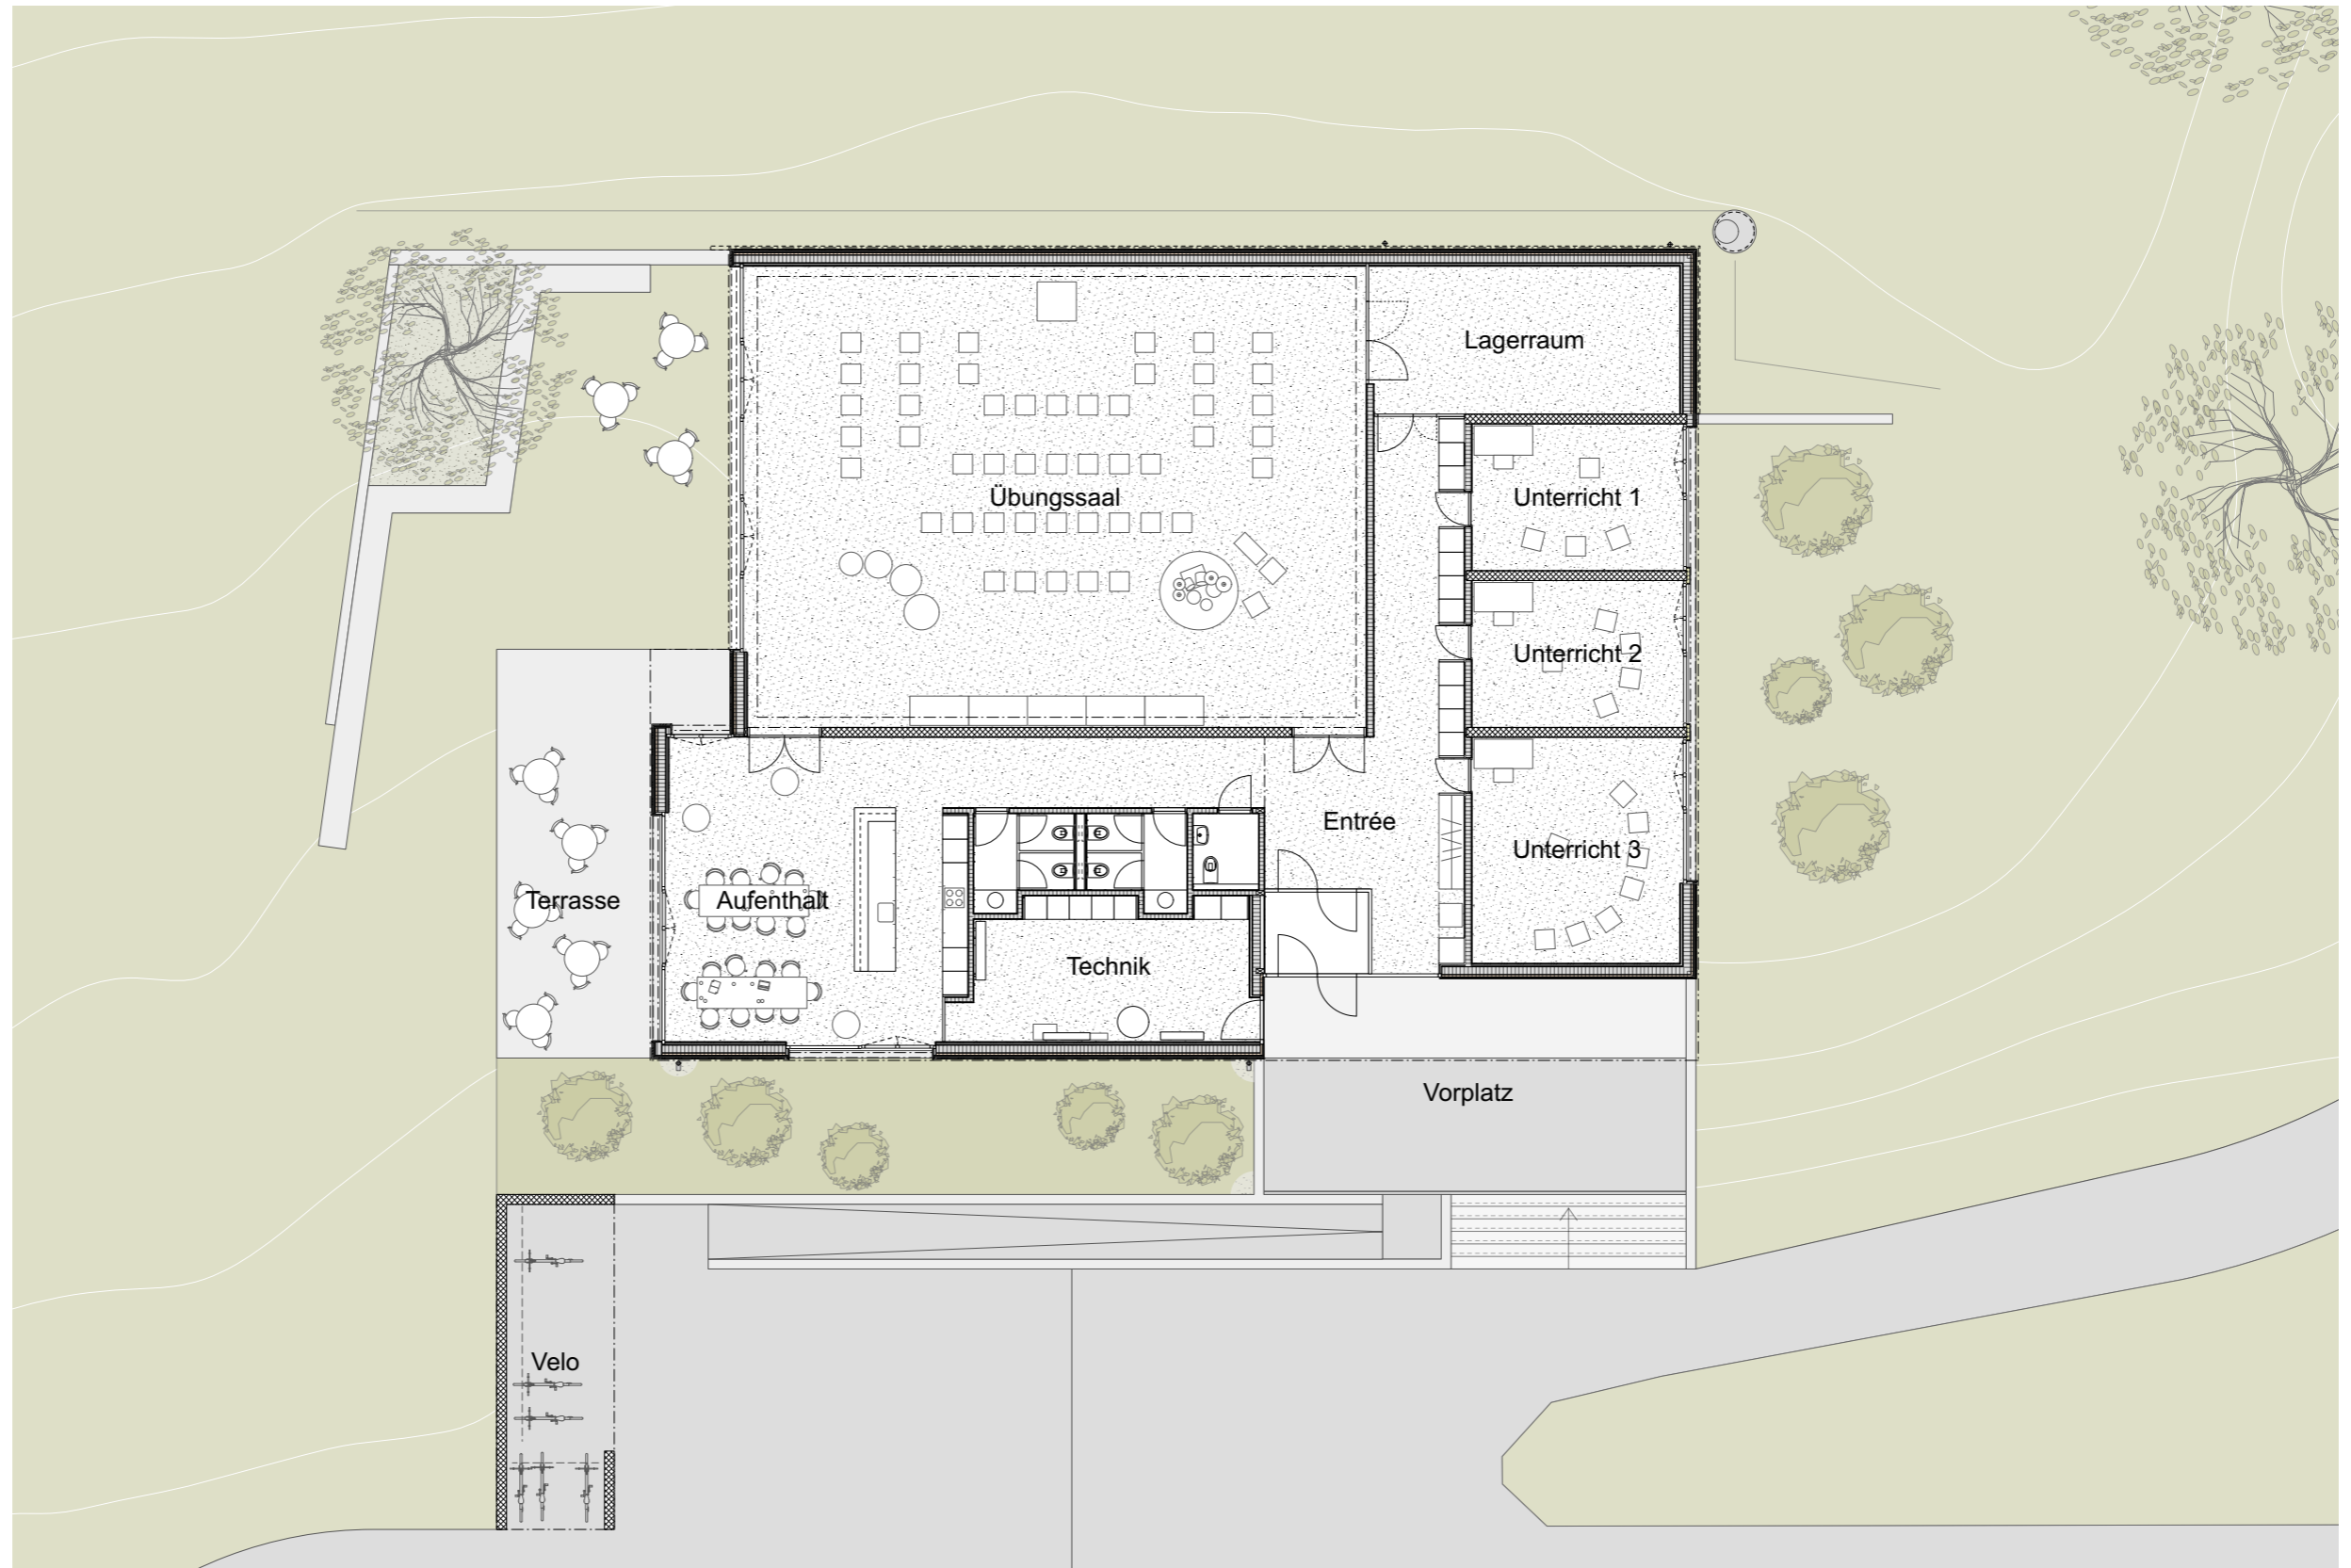 Lagerraum
Übungssaal
Unterricht 1
Unterricht 2
Entrée
Unterricht 3
Terrasse
Aufenthalt
Technik
Vorplatz
Velo